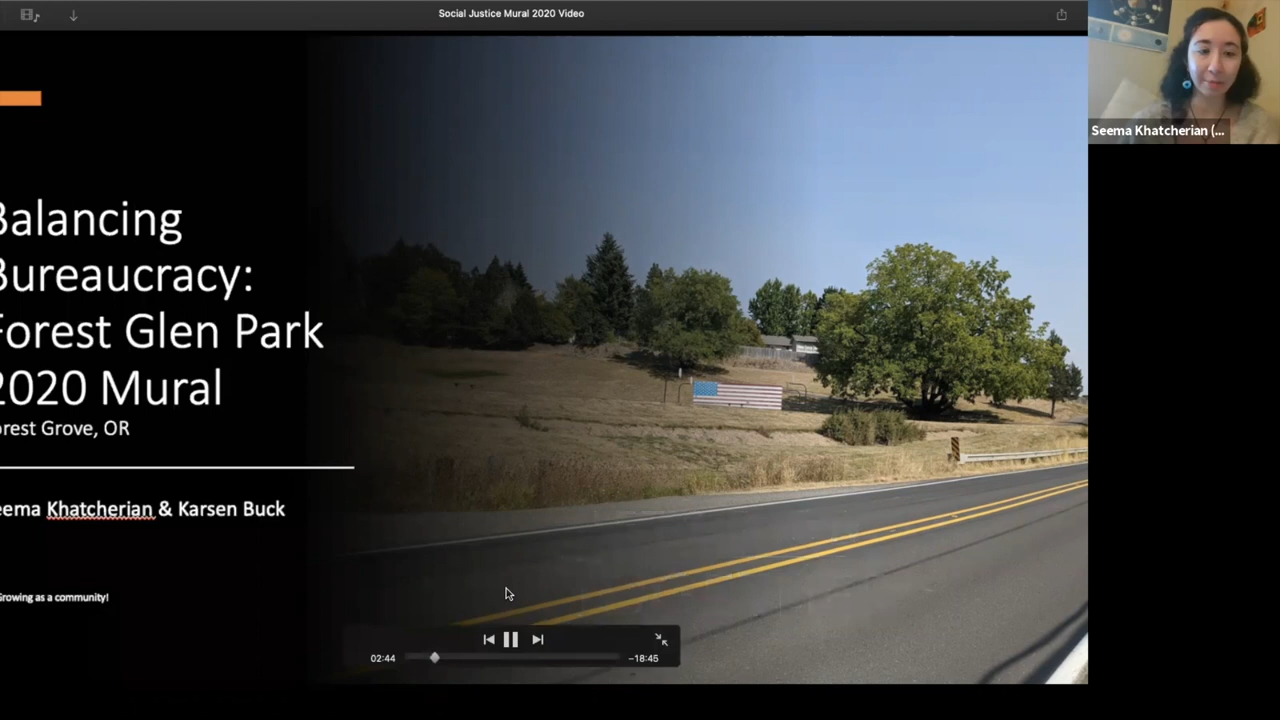 Social Justice Mural 2020 Video
Seema Khatcherian (...
Balancing
Bureaucracy:
Forest Glen Park
2020 Mural
orest Grove, OR
eema Khatcherian & Karsen Buck
Growing as a community!
02:44
−18:45